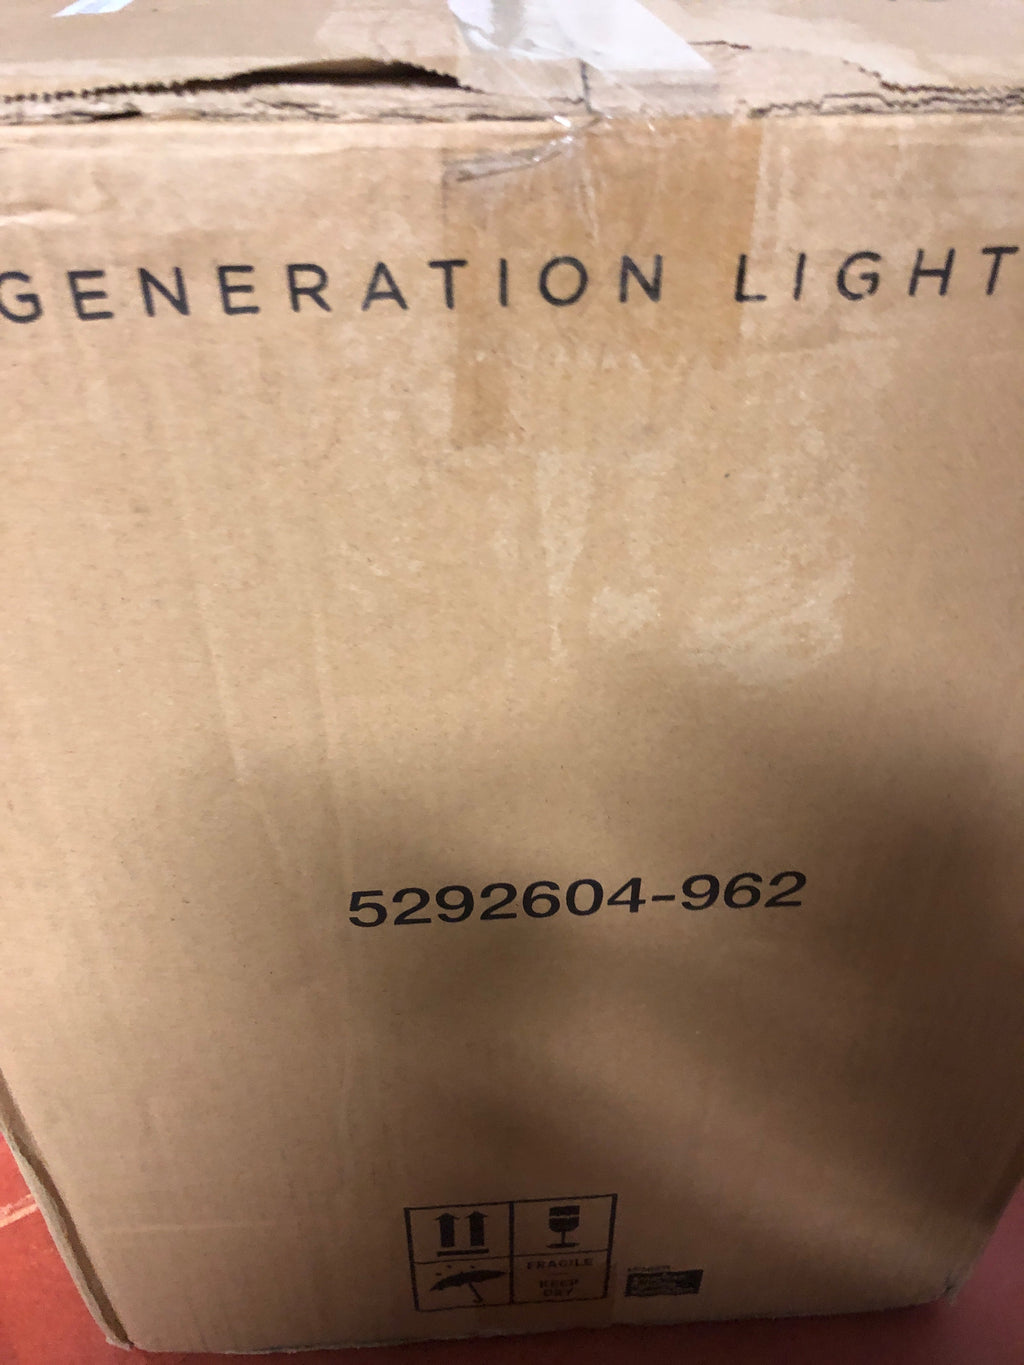 GENERATION LIGHT
5292604-962
FRAGILE
KEEP
DRY